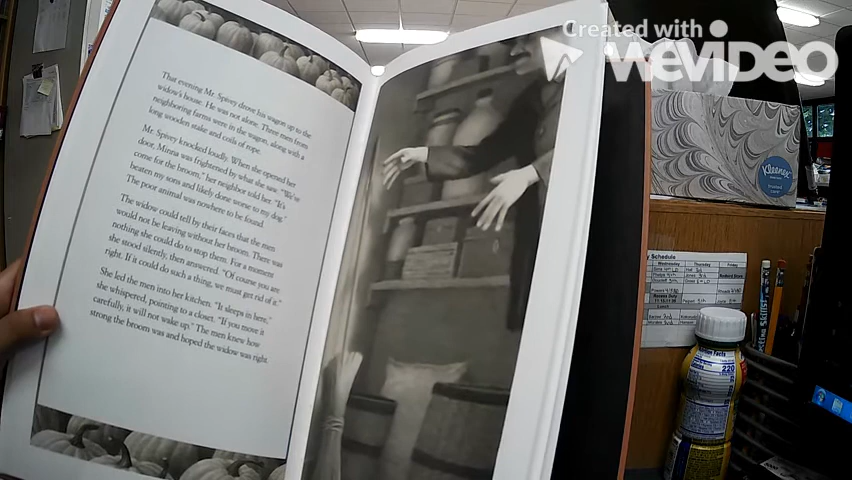 Created with
WEVIDEO
That evening Mr. Spivey drove his wagon up to the
widow's house. He was not alone. Three men from
neighboring farms were in the wagon, along with a
long wooden stake and coils of rope.
Mr. Spivey knocked loudly. When she opened her
door, Minna was frightened by what she saw. "We've
come for the broom," her neighbor told her. "It's
beaten my sons and likely done worse to my dog."
The poor animal was nowhere to be found.
The widow could tell by their faces that the men
would not be leaving without her broom. There was
nothing she could do to stop them. For a moment
she stood silently, then answered. "Of course you are
right. If it could do such a thing, we must get rid of it."
She led the men into her kitchen. "It sleeps in here,"
she whispered, pointing to a closet. "If you move it
carefully, it will not wake up." The men knew how
strong the broom was and hoped the widow was right.
Kleenex
Schedule
Wednesday Thursday Friday
220